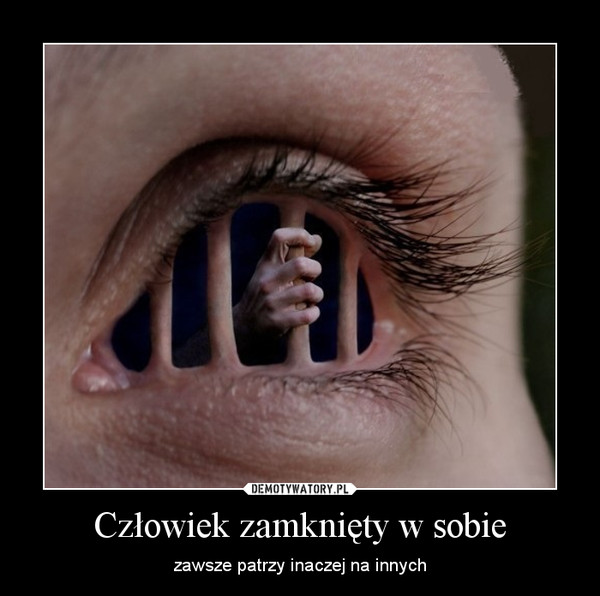 DEMOTYWATORY.PL
Człowiek zamknięty w sobie
zawsze patrzy inaczej na innych